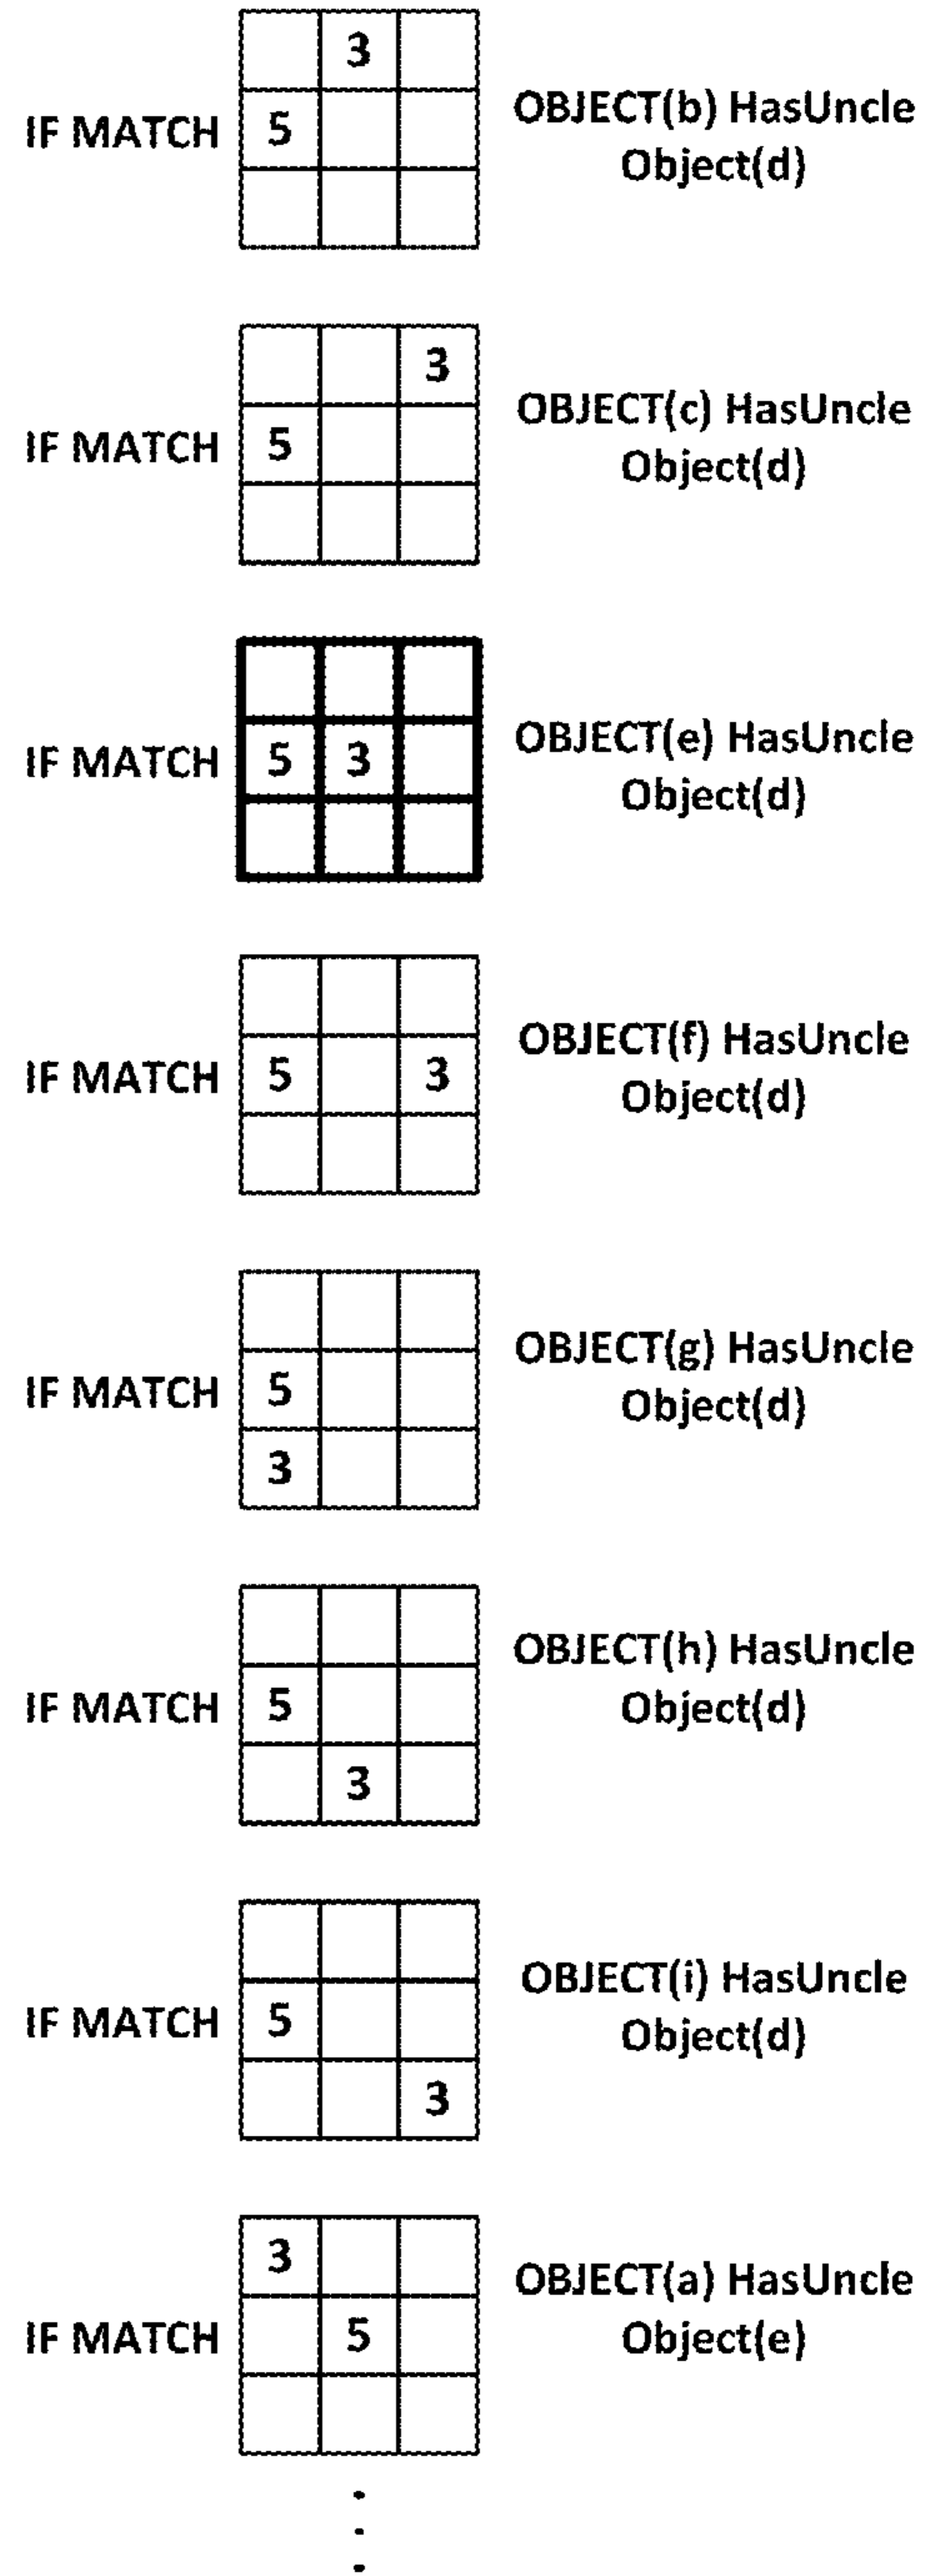 3
OBJECT(b) HasUncle
IF MATCH 5
Object(d)
3
OBJECT(c) HasUncle
IF MATCH 5
Object(d)
OBJECT(e) HasUncle
IF MATCH 5 3
Object(d)
OBJECT(f) HasUncle
IF MATCH 5 3
Object(d)
OBJECT(g) HasUncle
IF MATCH 5
Object(d)
3
OBJECT(h) HasUncle
IF MATCH 5
Object(d)
3
OBJECT(i) HasUncle
IF MATCH 5
Object(d)
3
3
OBJECT(a) HasUncle
IF MATCH 5
Object(e)